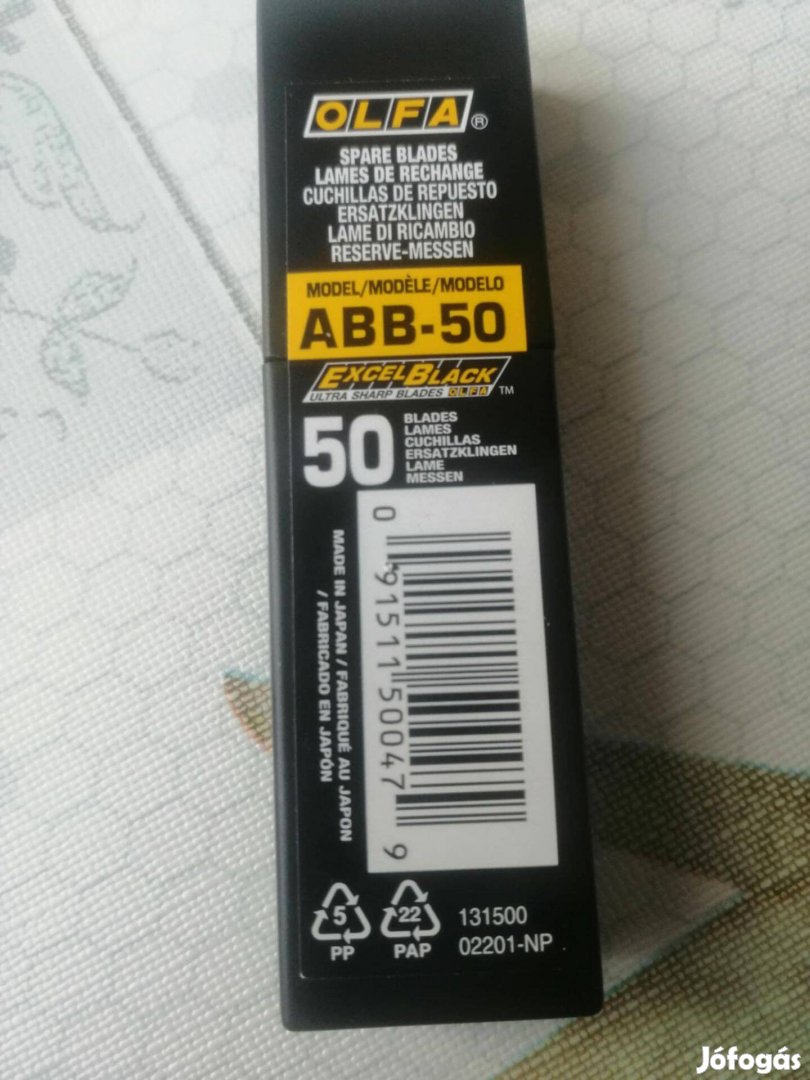 OLFA®
SPARE BLADES
LAMES DE RECHANGE
CUCHILLAS DE REPUESTO
ERSATZKLINGEN
LAME DI RICAMBIO
RESERVE-MESSEN
MODEL/MODÈLE/MODELO
ABB-50
EXCELBLACK
ULTRA SHARP BLADES OLFA ™
50
BLADES
LAMES
CUCHILLAS
ERSATZKLINGEN
LAME
MESSEN
MADE IN JAPAN / FABRIQUÉ AU JAPON
/ FABRICADO EN JAPÓN
0 91511 50047 9
5
PP
22
PAP
131500
02201-NP
Jófogás